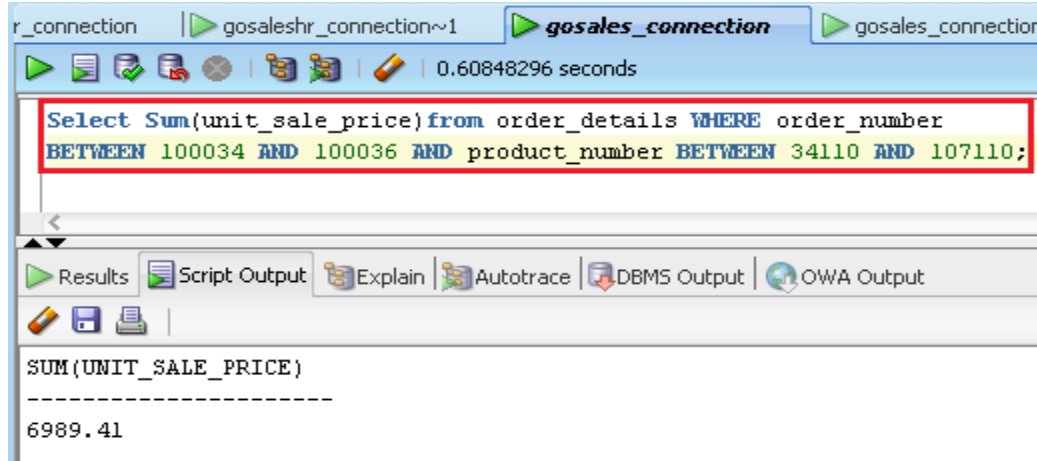 r_connection gosaleshr_connection~1 gosales_connection gosales_connection
0.60848296 seconds
Select Sum(unit_sale_price)from order_details WHERE order_number
BETWEEN 100034 AND 100036 AND product_number BETWEEN 34110 AND 107110;
Results Script Output Explain Autotrace DBMS Output OWA Output
SUM(UNIT_SALE_PRICE)
----------------------
6989.41